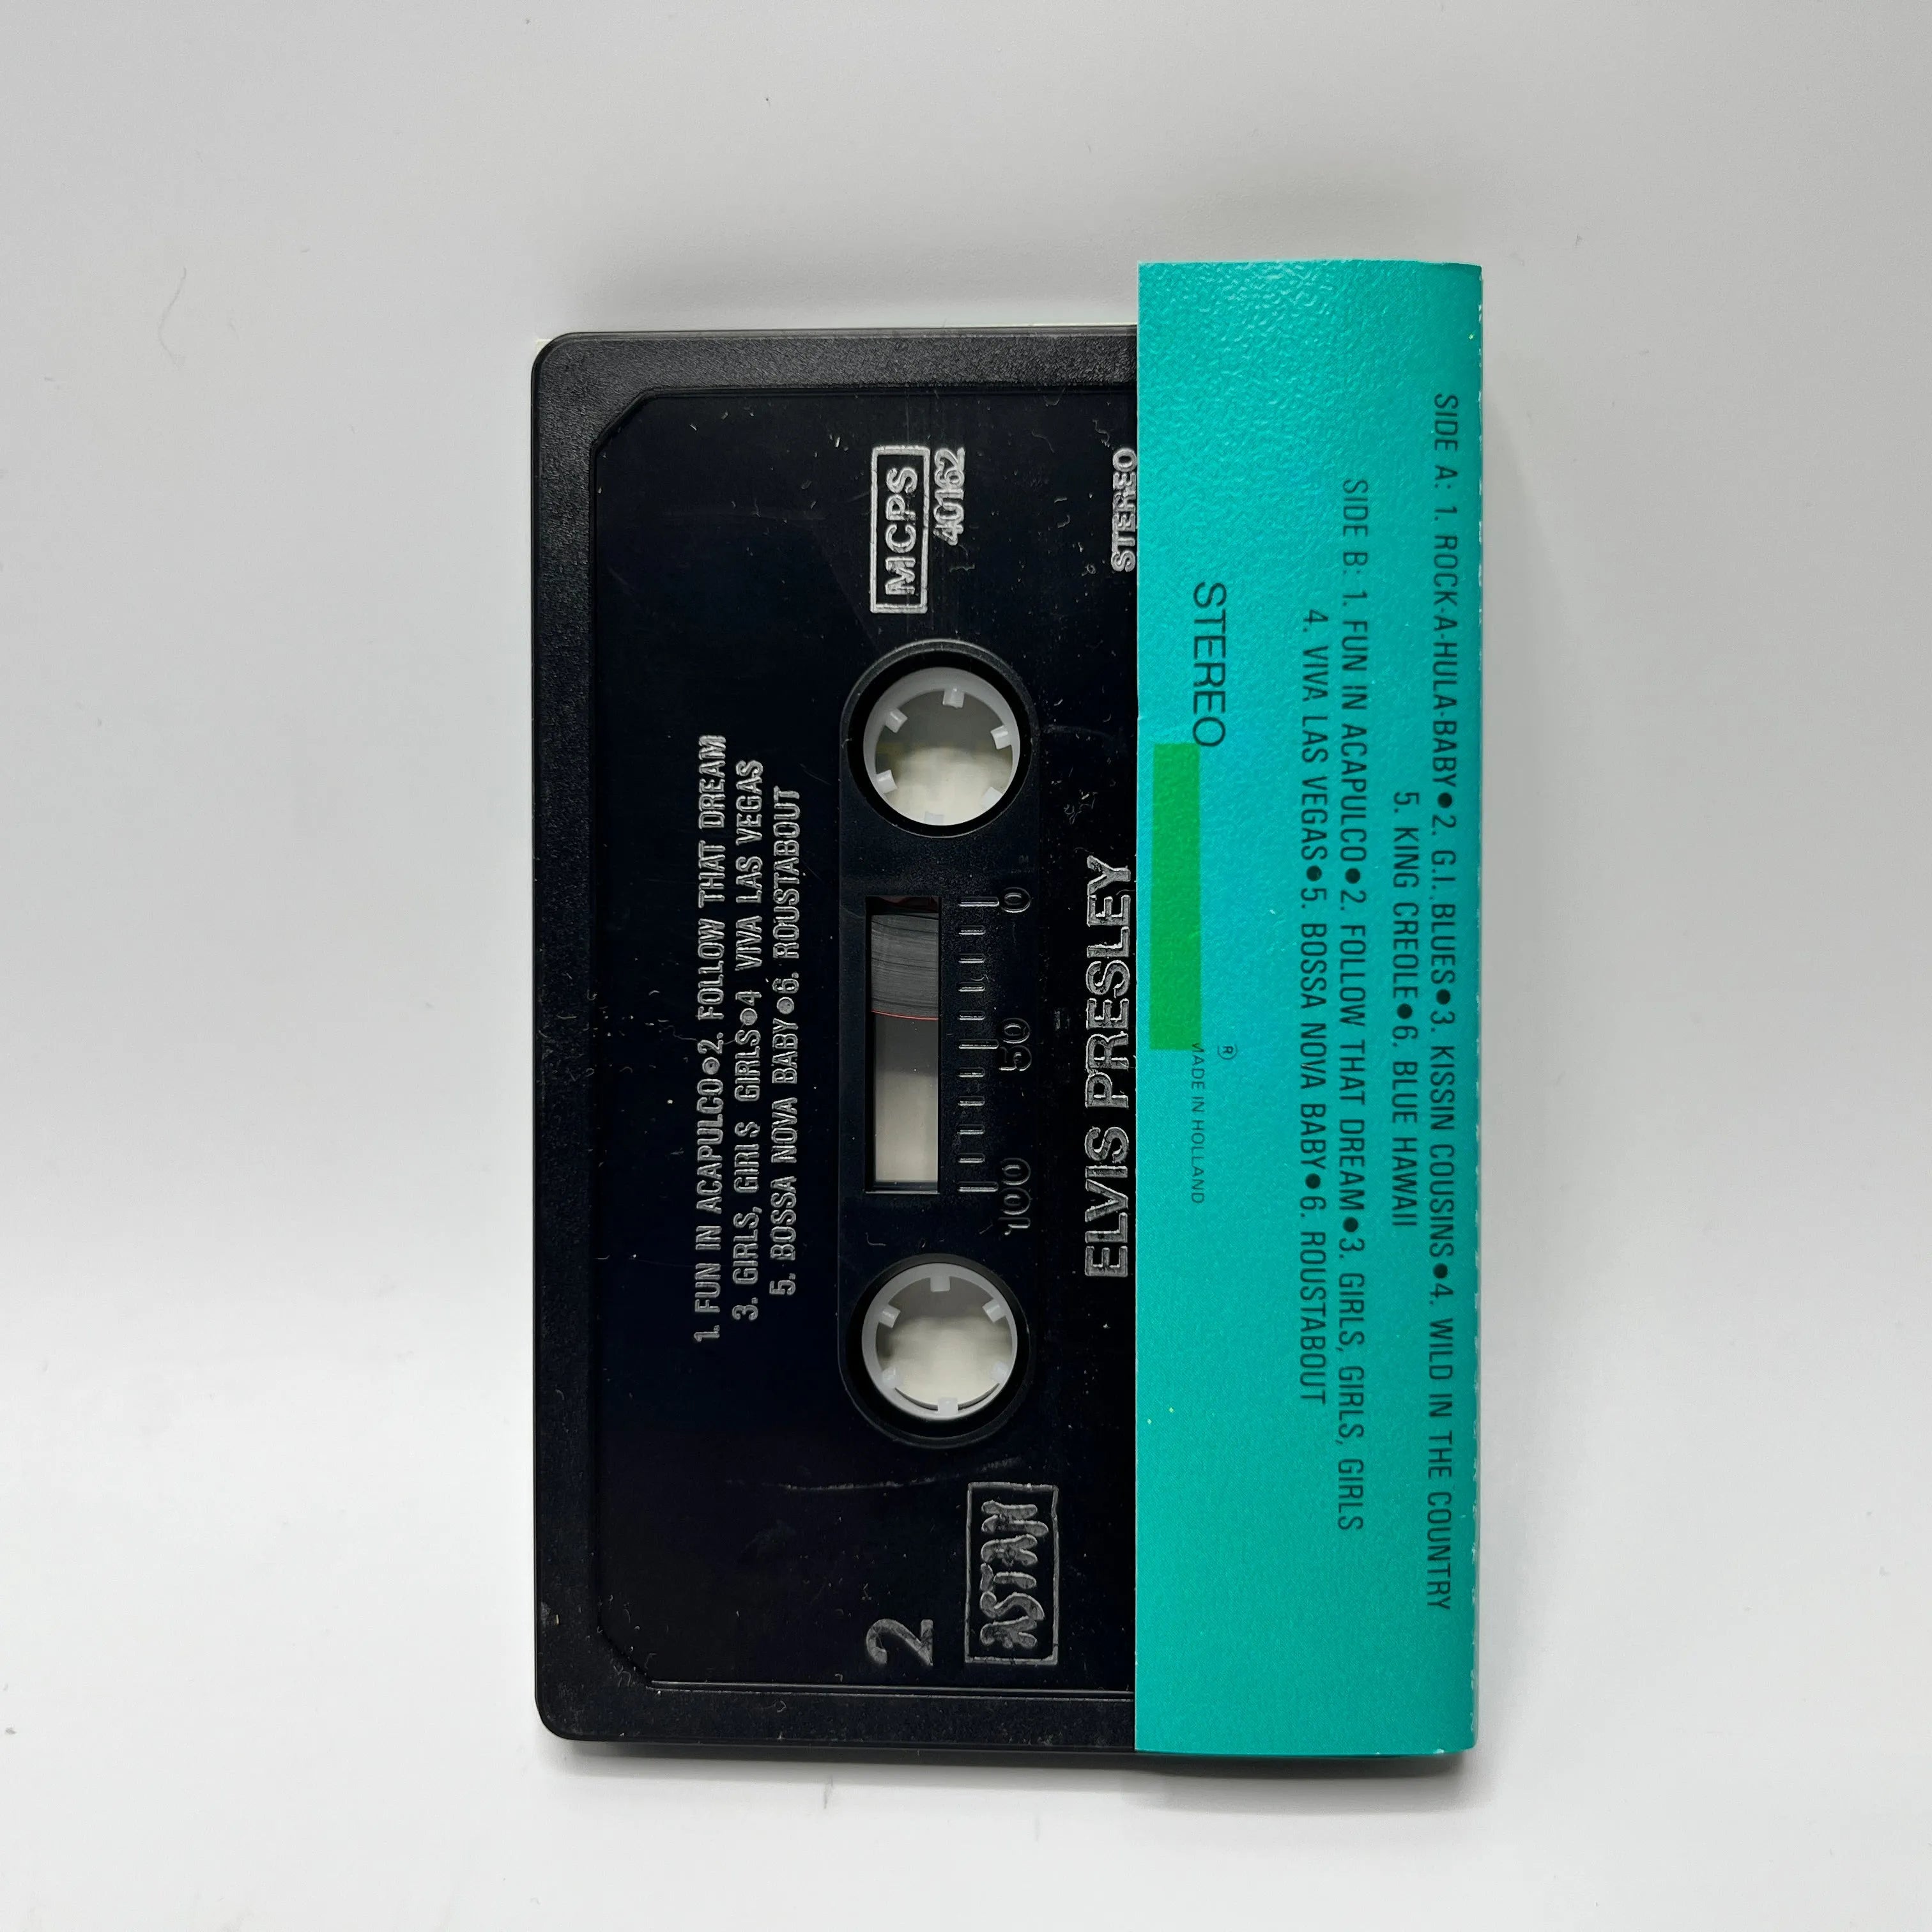 MCPS
40162
STEREO
1. FUN IN ACAPULCO●2. FOLLOW THAT DREAM
3. GIRLS, GIRLS GIRLS●4 VIVA LAS VEGAS
5. BOSSA NOVA BABY●6. ROUSTABOUT
0 50 100
ELVIS PRESLEY
2
ASTAN
SIDE A: 1. ROCK-A-HULA-BABY●2. G.I. BLUES●3. KISSIN COUSINS●4. WILD IN THE COUNTRY
5. KING CREOLE●6. BLUE HAWAII
SIDE B: 1. FUN IN ACAPULCO●2. FOLLOW THAT DREAM●3. GIRLS, GIRLS, GIRLS
4. VIVA LAS VEGAS●5. BOSSA NOVA BABY●6. ROUSTABOUT
STEREO
®
MADE IN HOLLAND